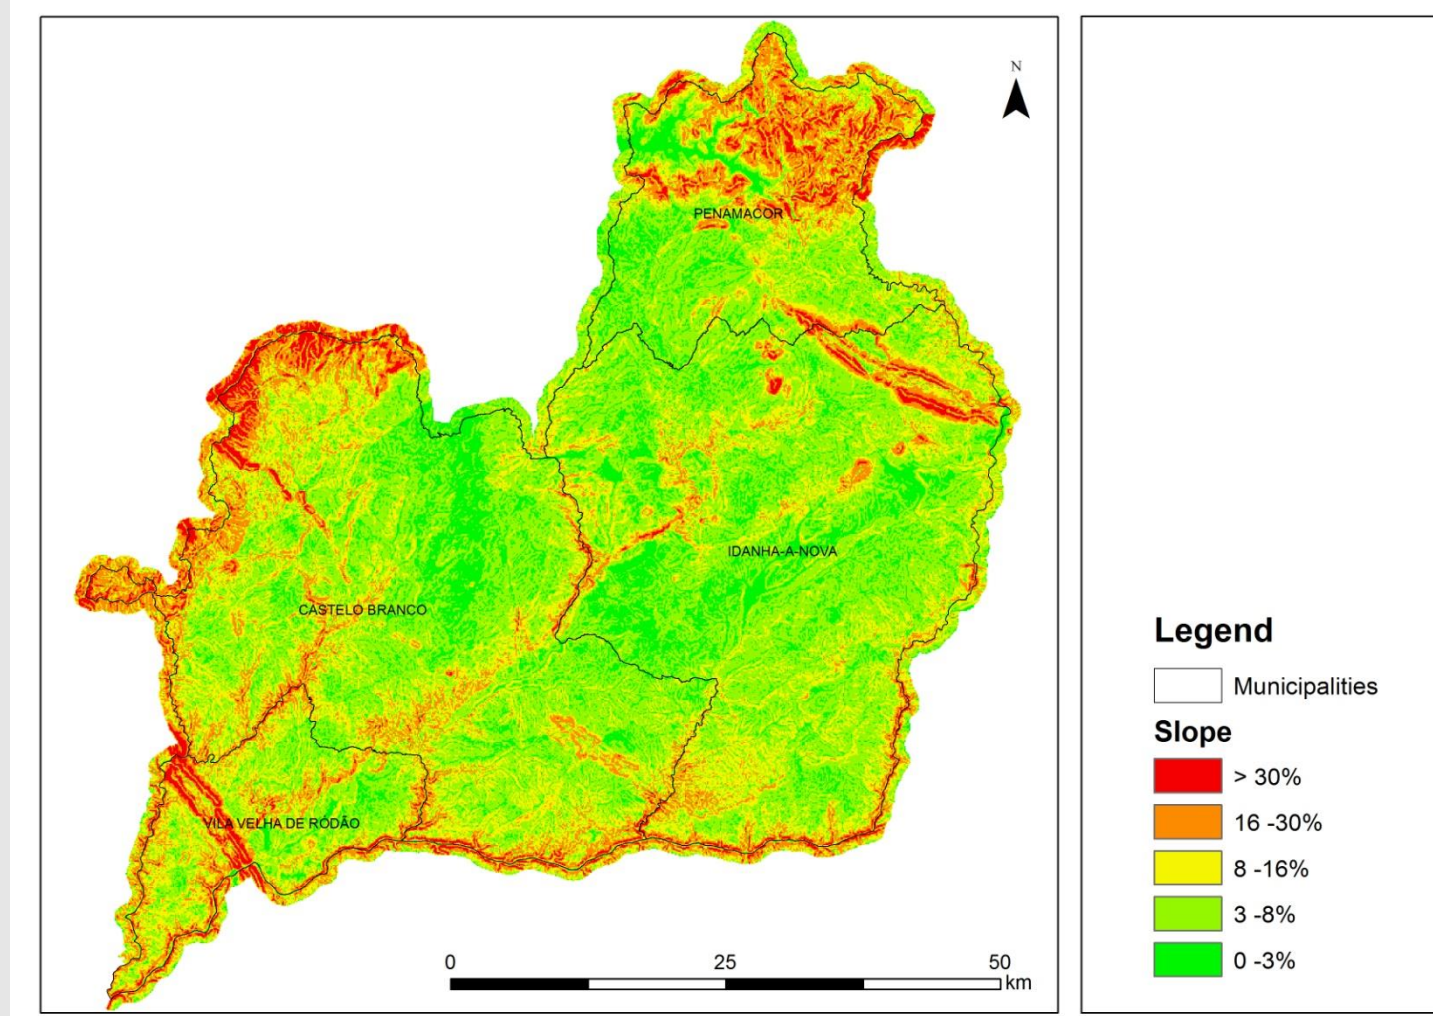 N
PENAMACOR
IDANHA-A-NOVA
CASTELO BRANCO
VILA VELHA DE RÓDÃO
0 25 50
km
Legend
Municipalities
Slope
> 30%
16 -30%
8 -16%
3 -8%
0 -3%